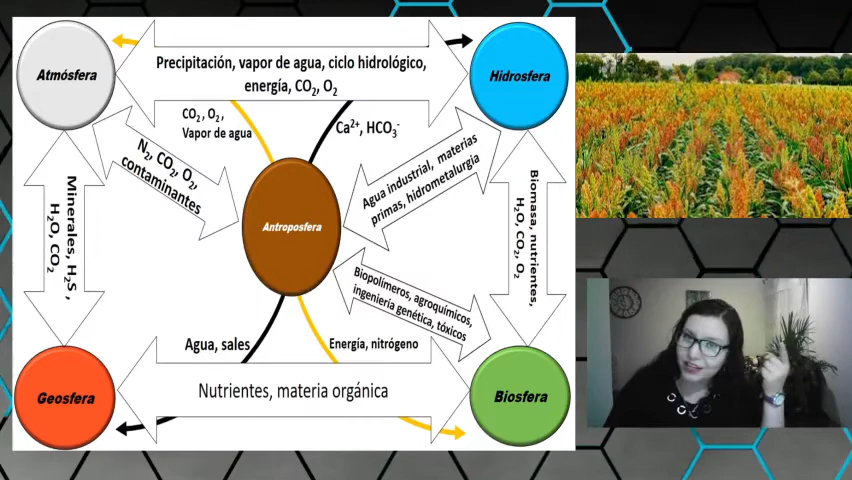 Atmósfera
Precipitación, vapor de agua, ciclo hidrológico,
energía, CO₂, O₂
Hidrosfera
CO₂ , O₂ ,
Vapor de agua
Ca²⁺, HCO₃⁻
N₂, CO₂, O₂,
contaminantes
Agua industrial, materias
primas, hidrometalurgia
Minerales, H₂S ,
H₂O, CO₂
Antroposfera
Biomasa, nutrientes,
H₂O, CO₂, O₂
Biopolímeros, agroquímicos,
ingeniería genética, tóxicos
Agua, sales
Energía, nitrógeno
Geosfera
Nutrientes, materia orgánica
Biosfera